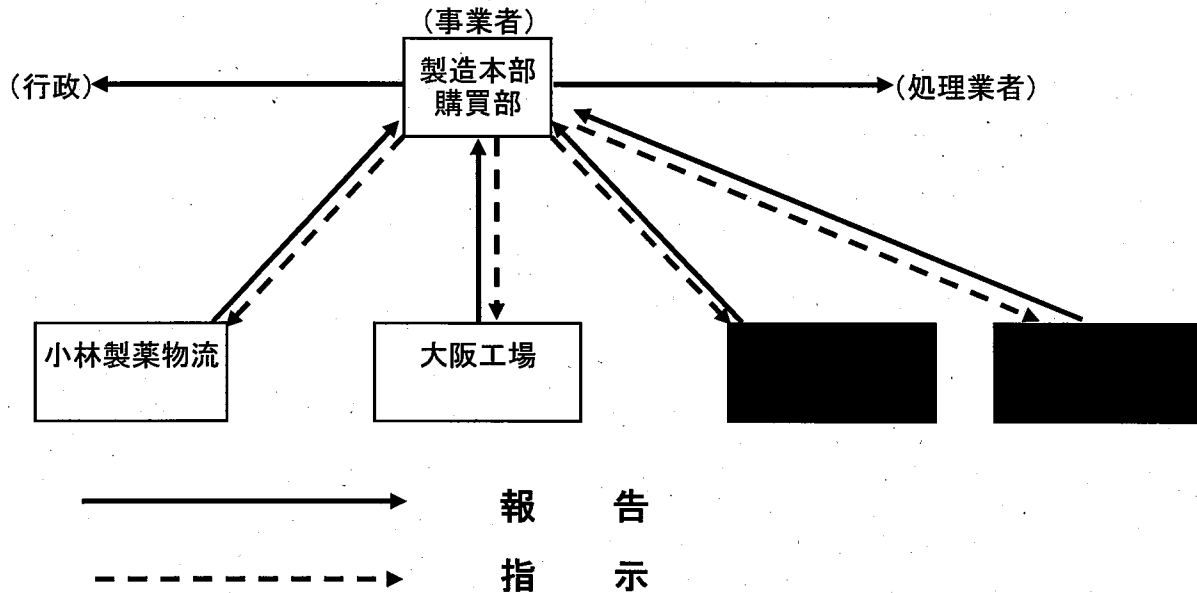 (事業者)
製造本部
購買部
(行政)
(処理業者)
小林製薬物流
大阪工場
報　告
指　示